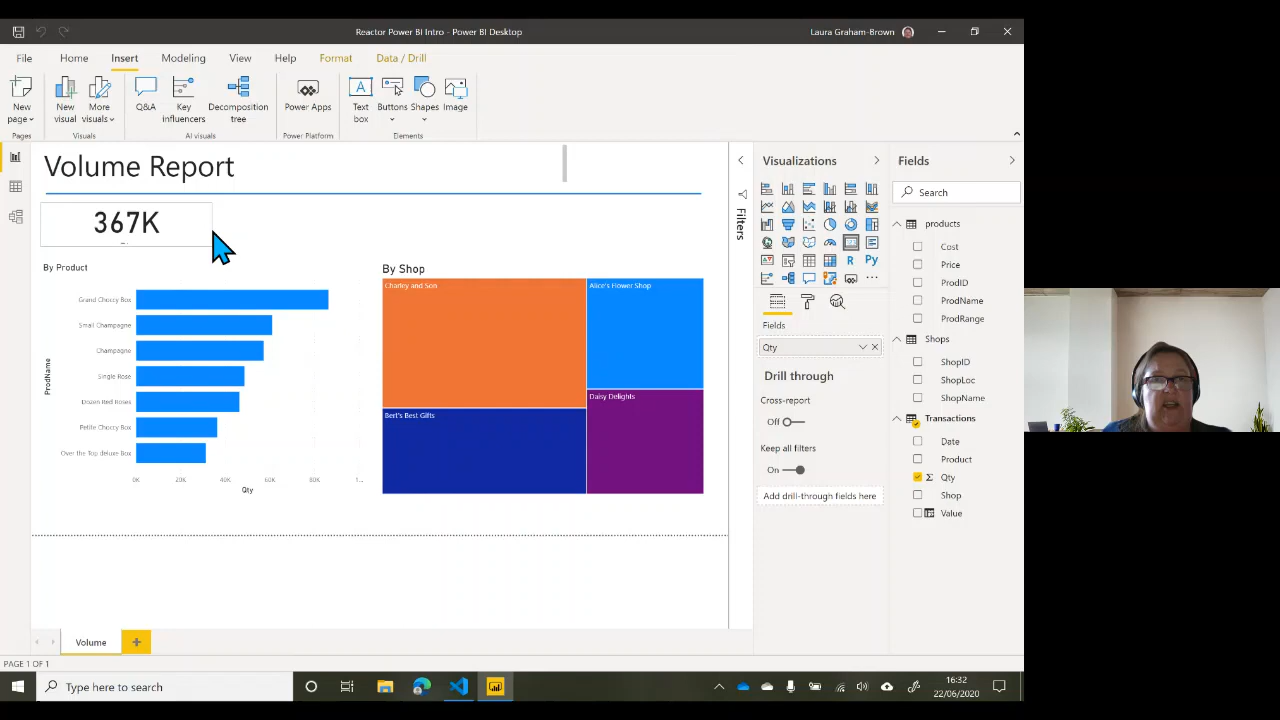 Reactor Power BI Intro - Power BI Desktop
Laura Graham-Brown
File Home Insert Modeling View Help Format Data / Drill
New page
New visual
More visuals
Q&A
Key influencers
Decomposition tree
Power Apps
Text box
Buttons
Shapes
Image
Pages
Visuals
AI visuals
Power Platform
Elements
Volume Report
367K
By Product
Grand Choccy Box
Small Champagne
Champagne
Single Rose
Dozen Red Roses
Petite Choccy Box
Over the Top deluxe Box
ProdName
0K 20K 40K 60K 80K 1...
Qty
By Shop
Charley and Son
Alice's Flower Shop
Bert's Best Gifts
Daisy Delights
Filters
Visualizations
R
Py
Fields
Qty
Drill through
Cross-report
Off
Keep all filters
On
Add drill-through fields here
Fields
Search
products
Cost
Price
ProdID
ProdName
ProdRange
Shops
ShopID
ShopLoc
ShopName
Transactions
Date
Product
Σ Qty
Shop
Value
Volume
PAGE 1 OF 1
Type here to search
16:32
22/06/2020